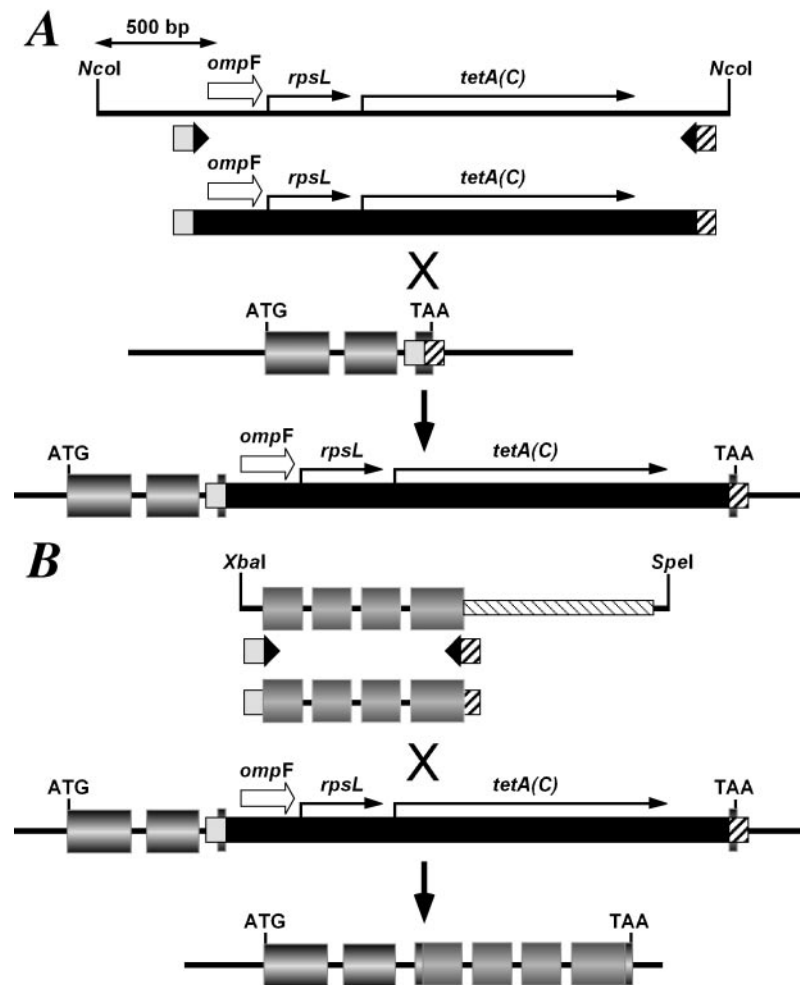 A
500 bp
NcoI
ompF
rpsL
tetA(C)
NcoI
ompF
rpsL
tetA(C)
X
ATG
TAA
ATG
ompF
rpsL
tetA(C)
TAA
B
XbaI
SpeI
X
ATG
ompF
rpsL
tetA(C)
TAA
ATG
TAA